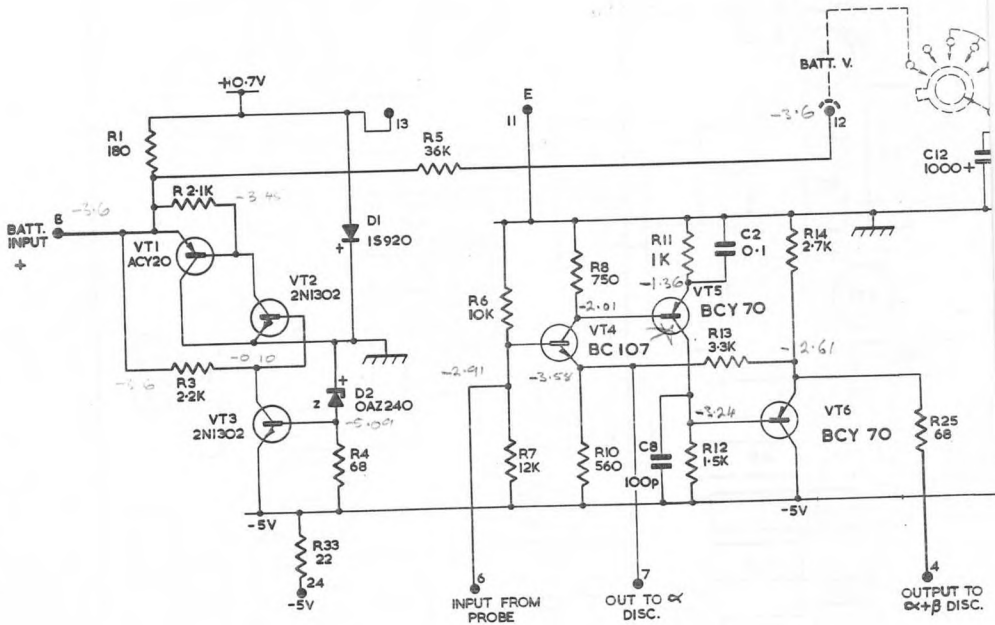 +0.7V
13
E
11
BATT. V.
-3.6
12
R1
180
R5
36K
C12
1000+
R 2.1K
BATT.
INPUT
+
8
-3.6
VT1
ACY20
D1
1S920
+
VT2
2N1302
-0.10
R3
2.2K
D2
OAZ240
+
Z
-5.09
VT3
2N1302
R4
68
-5V
R33
22
24
-5V
R6
10K
R8
750
R11
1K
C2
0.1
R14
2.7K
-1.36
-2.01
VT5
BCY 70
VT4
BC 107
R13
3.3K
-2.91
-3.58
-2.61
-3.24
VT6
BCY 70
R25
68
R7
12K
R10
560
C8
100p
R12
1.5K
-5V
6
INPUT FROM
PROBE
7
OUT TO ∝
DISC.
4
OUTPUT TO
∝+β DISC.